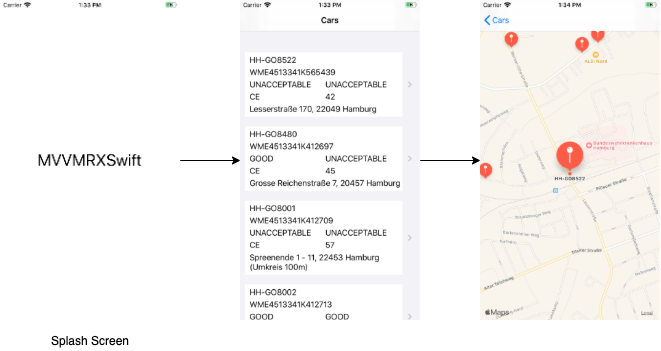 Carrier 1:33 PM
MVVMRXSwift
Splash Screen
Carrier 1:33 PM
Cars
HH-GO8522
WME4513341K565439
UNACCEPTABLE UNACCEPTABLE
CE 42
Lesserstraße 170, 22049 Hamburg
HH-GO8480
WME4513341K412697
GOOD UNACCEPTABLE
CE 45
Grosse Reichenstraße 7, 20457 Hamburg
HH-GO8001
WME4513341K412709
UNACCEPTABLE UNACCEPTABLE
CE 57
Spreenende 1 - 11, 22453 Hamburg
(Umkreis 100m)
HH-GO8002
WME4513341K412713
GOOD GOOD
Carrier 1:34 PM
Cars
ALDI Nord
Bundeswehrkrankenhaus
Hamburg
HH-GO8522
Maps
Legal